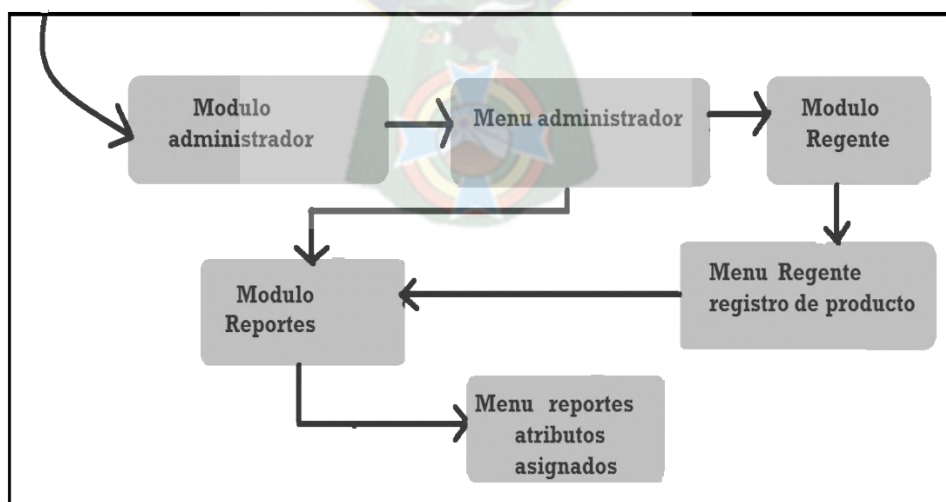 Modulo
administrador
Menu administrador
Modulo
Regente
Modulo
Reportes
Menu Regente
registro de producto
Menu reportes
atributos
asignados